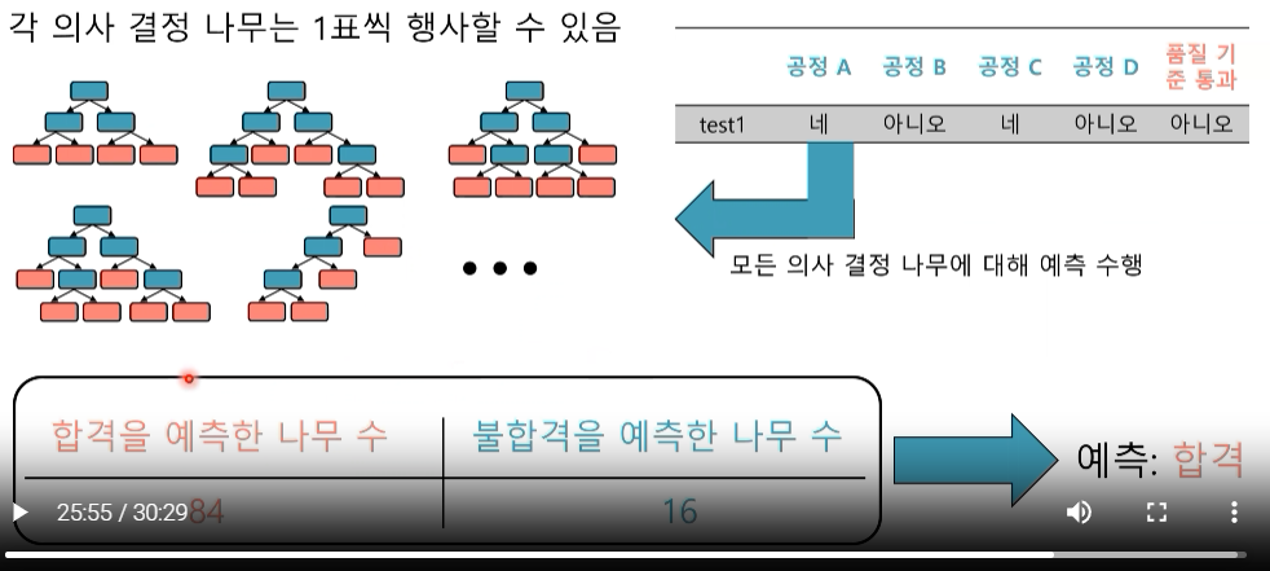 각 의사 결정 나무는 1표씩 행사할 수 있음
공정 A 공정 B 공정 C 공정 D 품질 기
준 통과
test1 네 아니오 네 아니오 아니오
모든 의사 결정 나무에 대해 예측 수행
합격을 예측한 나무 수 불합격을 예측한 나무 수
84 16
예측: 합격
25:55 / 30:29